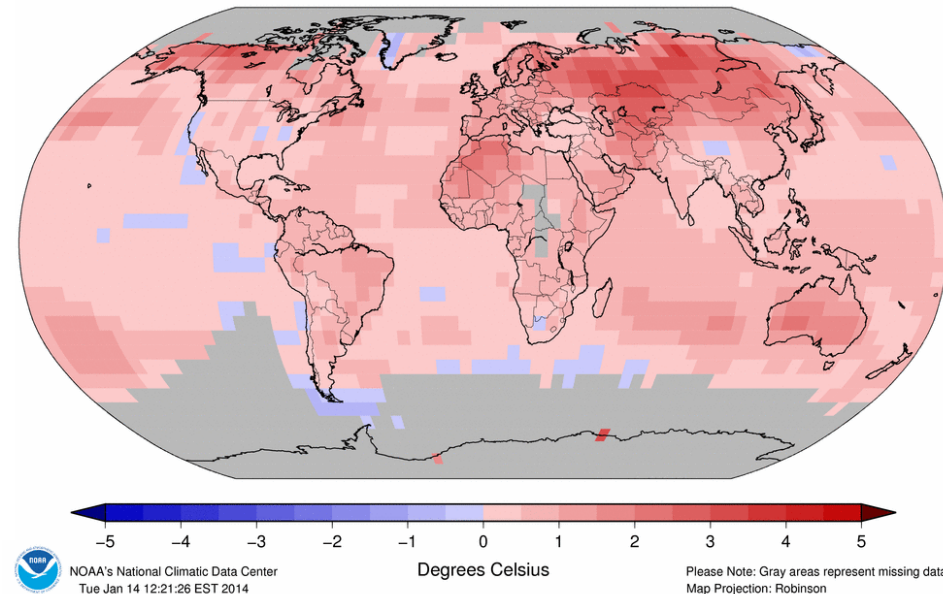 −5 −4 −3 −2 −1 0 1 2 3 4 5
Degrees Celsius
NOAA
NOAA's National Climatic Data Center
Tue Jan 14 12:21:26 EST 2014
Please Note: Gray areas represent missing data
Map Projection: Robinson